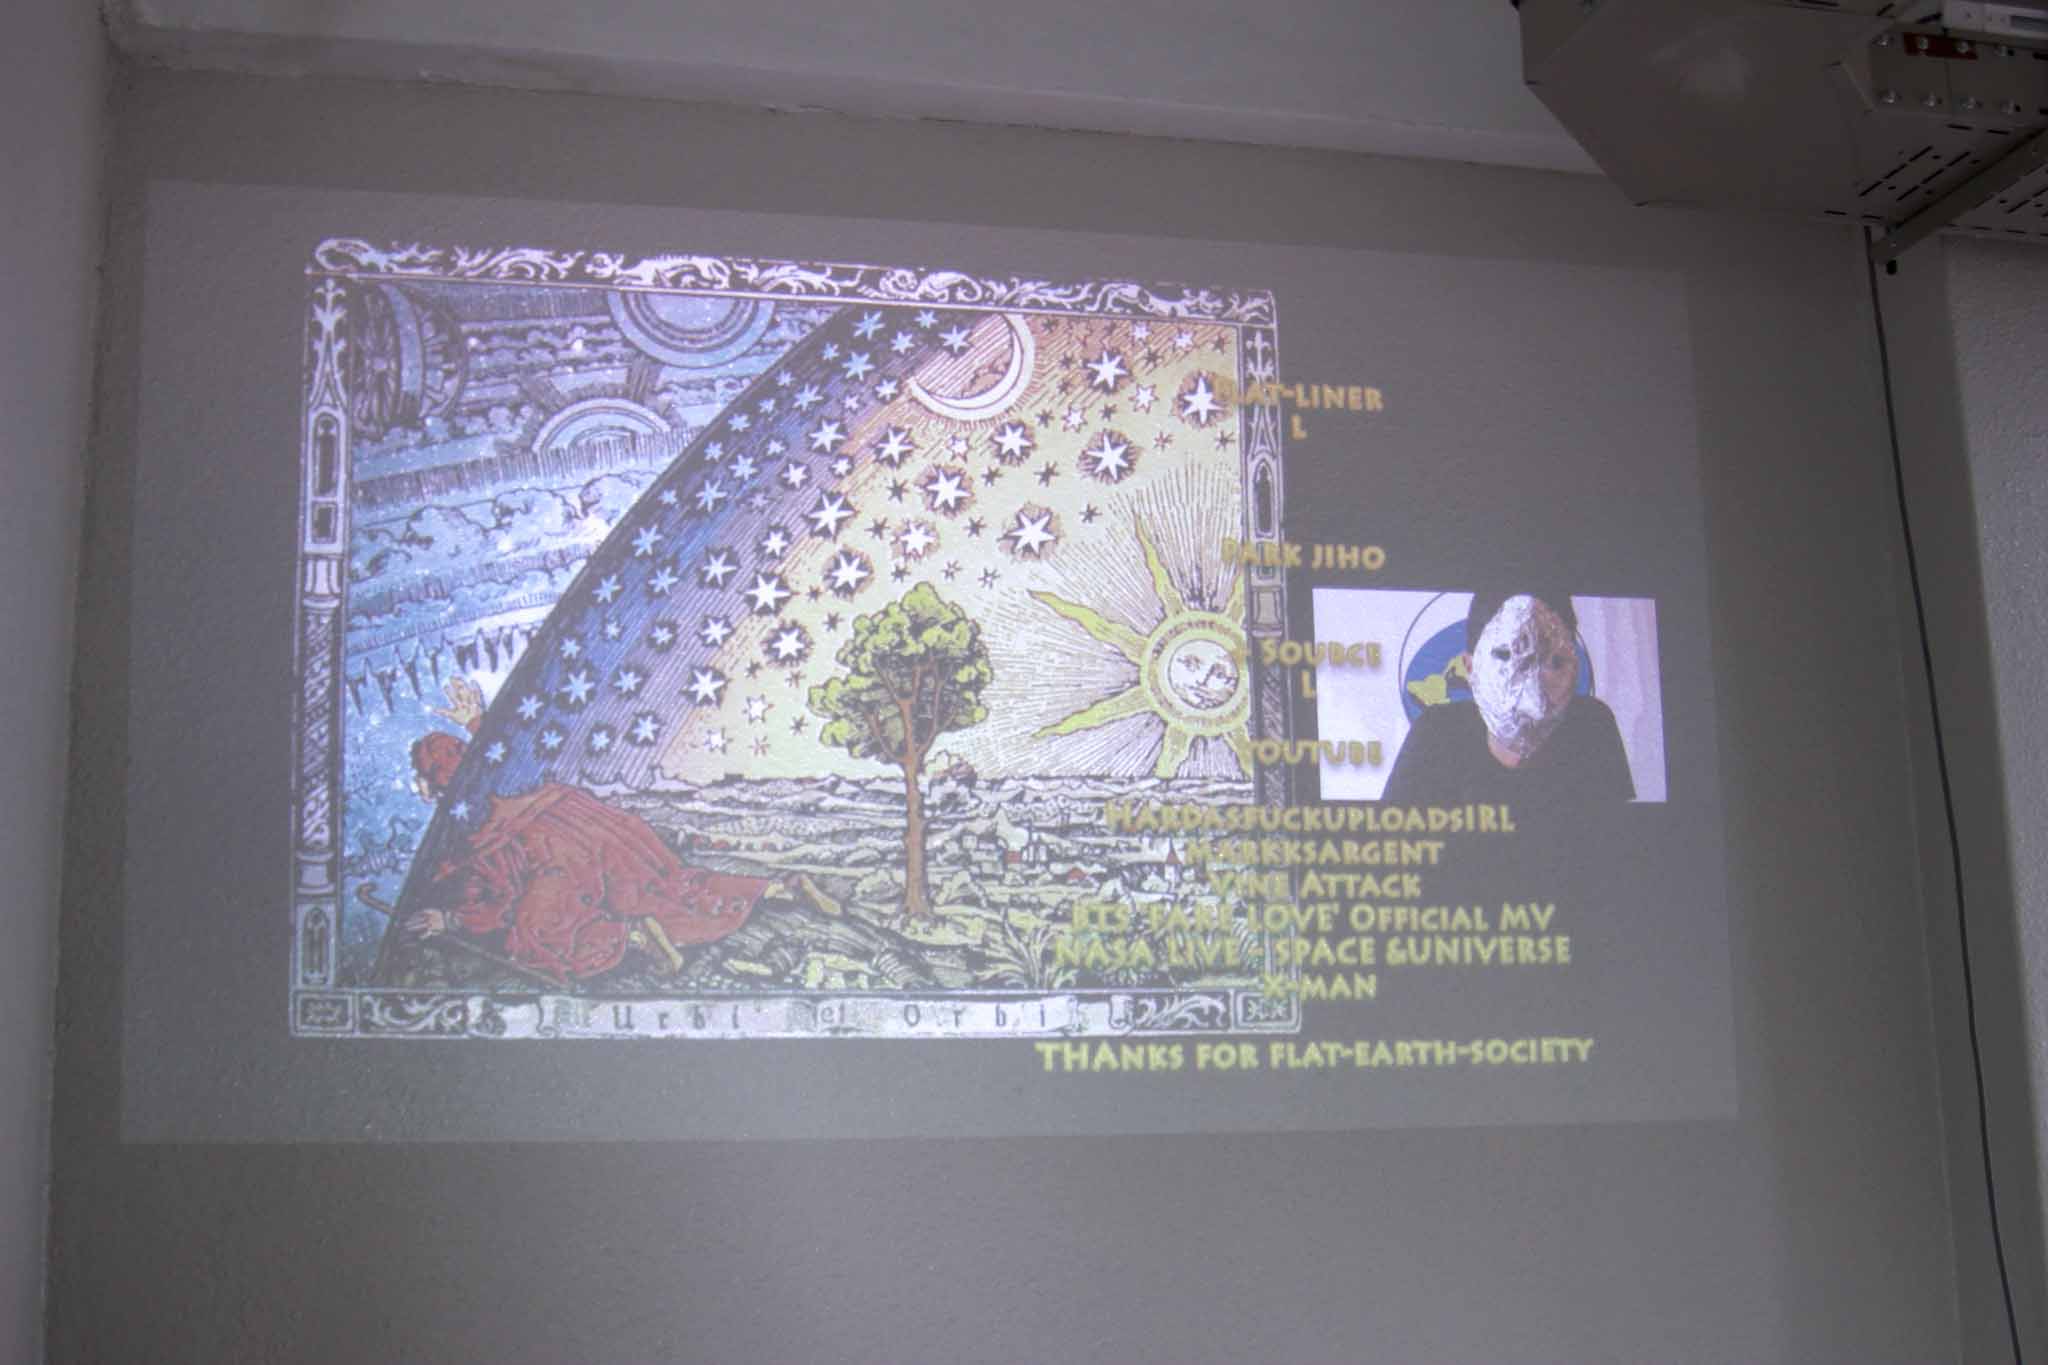 FLAT-LINER
L
PARK JIHO
+ SOURCE
L
YOUTUBE
HARDASFUCKUPLOADSIRL
MARKKSARGENT
VINE ATTACK
BTS 'FAKE LOVE' OFFICIAL MV
NASA LIVE - SPACE &UNIVERSE
X-MAN
THANKS FOR FLAT-EARTH-SOCIETY
Urbi et Orbi